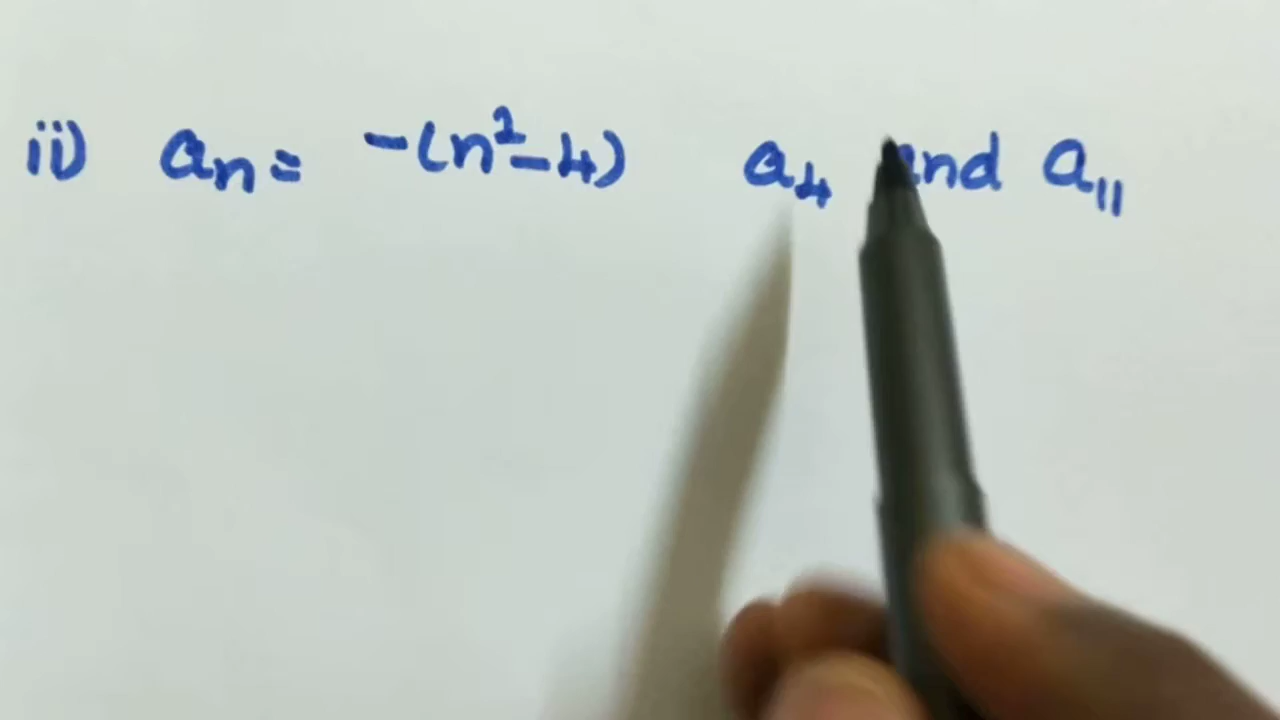 ii) aₙ = -(n²-4) a₄ and a₁₁